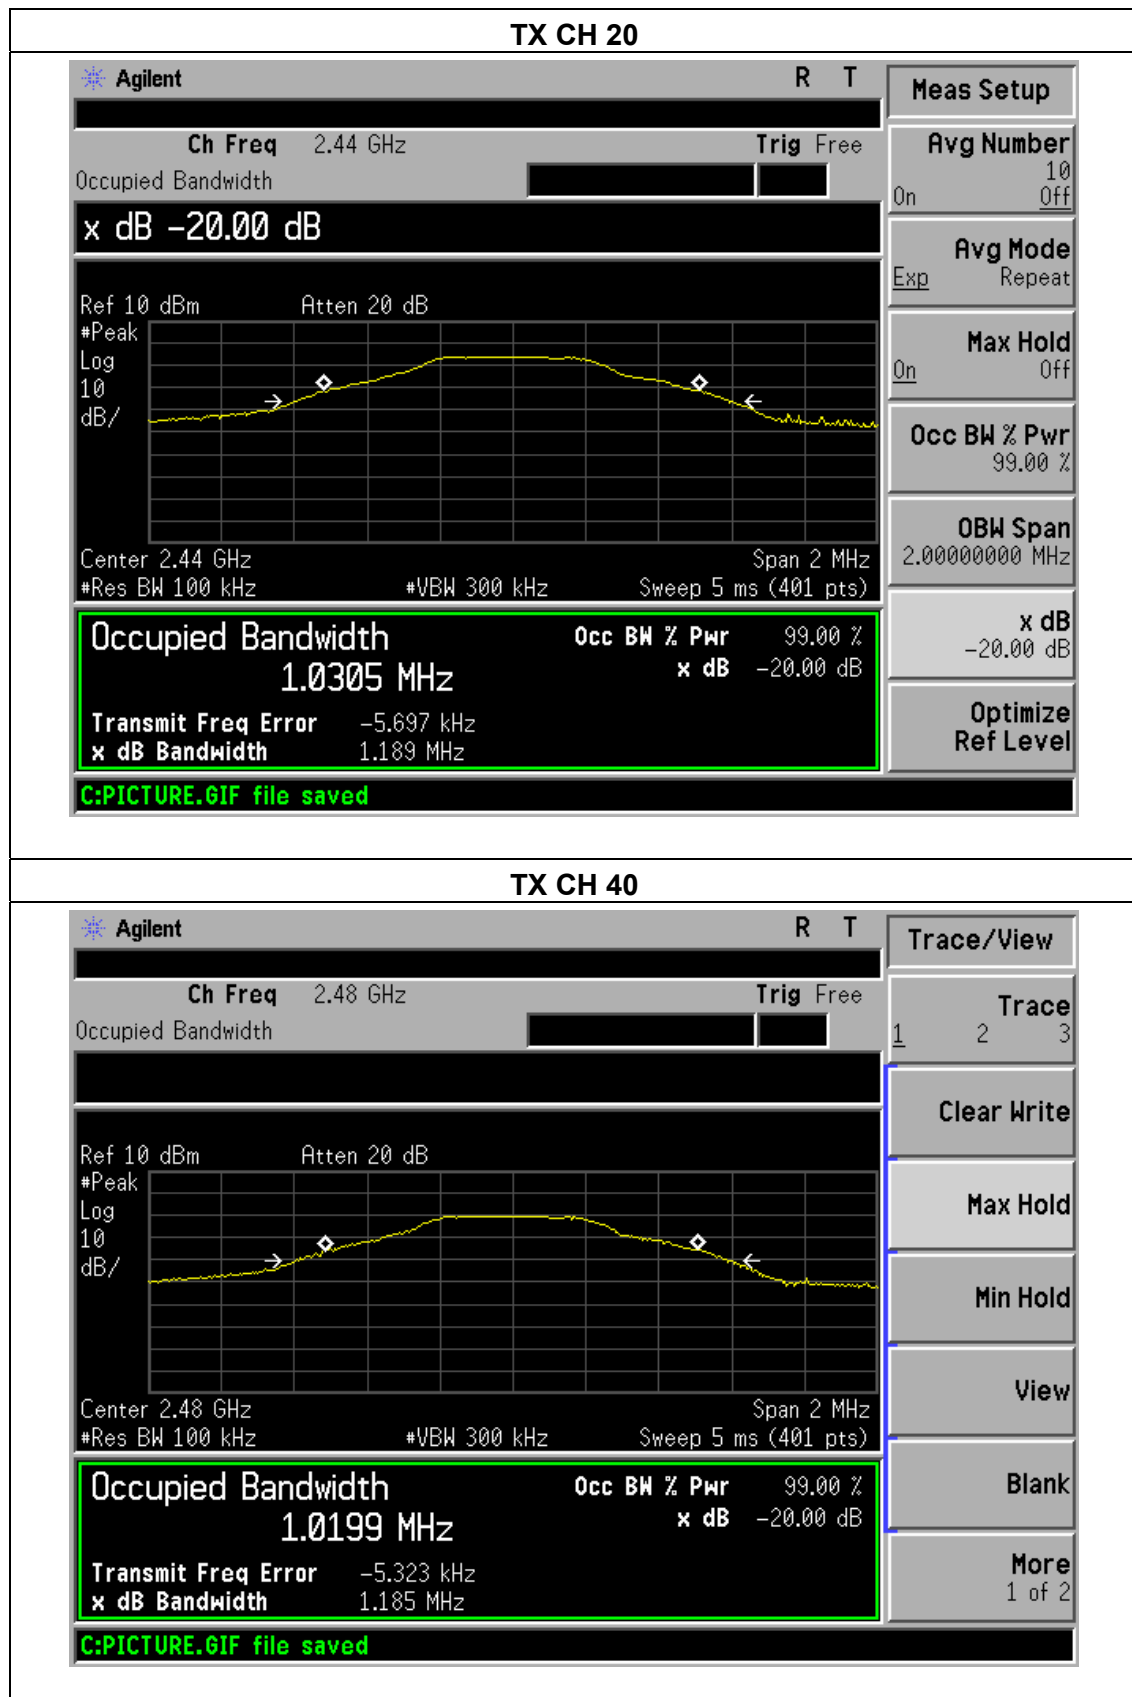 TX CH 20
Agilent R T
Meas Setup
Ch Freq 2.44 GHz Trig Free
Occupied Bandwidth
Avg Number
10
On Off
x dB -20.00 dB
Avg Mode
Exp Repeat
Ref 10 dBm Atten 20 dB
#Peak
Log
10
dB/
Max Hold
On Off
Occ BW % Pwr
99.00 %
OBW Span
2.00000000 MHz
Center 2.44 GHz Span 2 MHz
#Res BW 100 kHz #VBW 300 kHz Sweep 5 ms (401 pts)
x dB
-20.00 dB
Occupied Bandwidth Occ BW % Pwr 99.00 %
1.0305 MHz x dB -20.00 dB
Transmit Freq Error -5.697 kHz
x dB Bandwidth 1.189 MHz
Optimize
Ref Level
C:PICTURE.GIF file saved
TX CH 40
Agilent R T
Trace/View
Ch Freq 2.48 GHz Trig Free
Occupied Bandwidth
Trace
1 2 3
Clear Write
Ref 10 dBm Atten 20 dB
#Peak
Log
10
dB/
Max Hold
Min Hold
View
Center 2.48 GHz Span 2 MHz
#Res BW 100 kHz #VBW 300 kHz Sweep 5 ms (401 pts)
Blank
Occupied Bandwidth Occ BW % Pwr 99.00 %
1.0199 MHz x dB -20.00 dB
Transmit Freq Error -5.323 kHz
x dB Bandwidth 1.185 MHz
More
1 of 2
C:PICTURE.GIF file saved